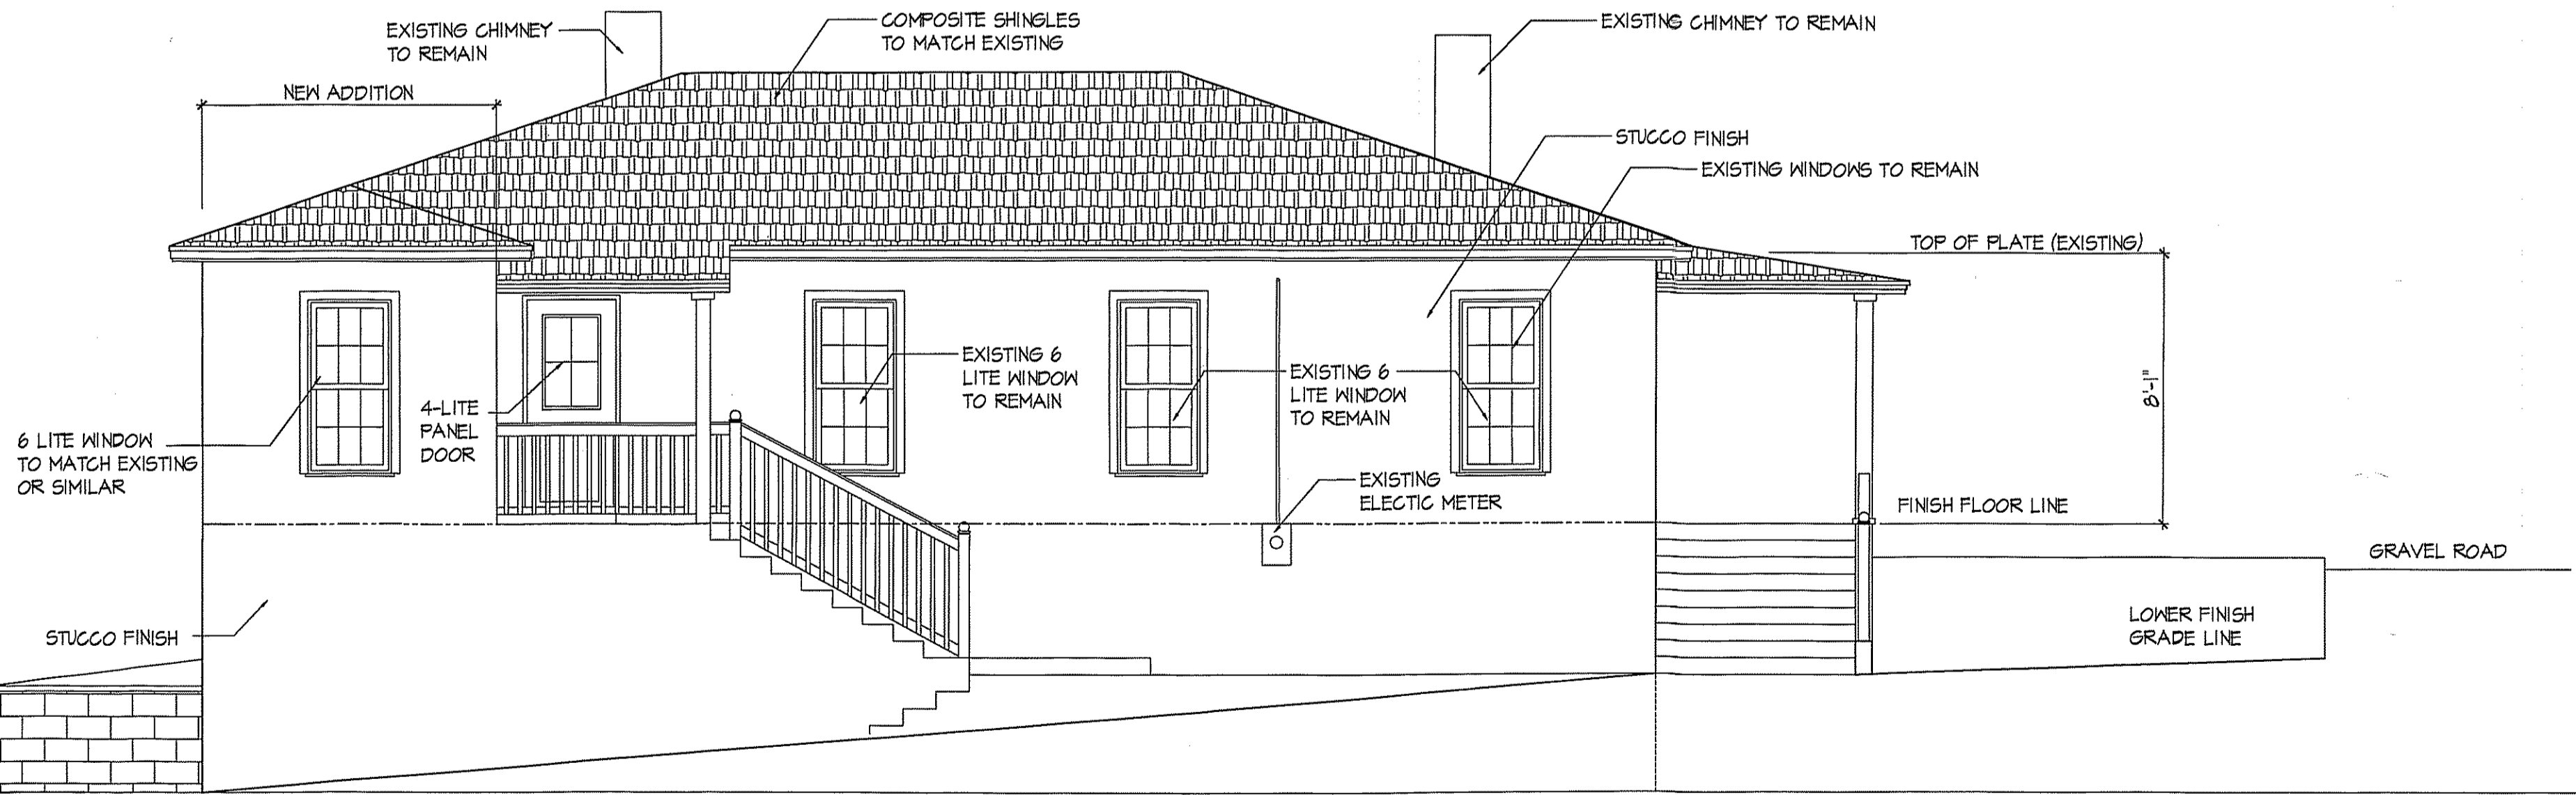 EXISTING CHIMNEY
TO REMAIN
COMPOSITE SHINGLES
TO MATCH EXISTING
EXISTING CHIMNEY TO REMAIN
NEW ADDITION
STUCCO FINISH
EXISTING WINDOWS TO REMAIN
TOP OF PLATE (EXISTING)
8'-1"
EXISTING 6
LITE WINDOW
TO REMAIN
EXISTING 6
LITE WINDOW
TO REMAIN
4-LITE
PANEL
DOOR
6 LITE WINDOW
TO MATCH EXISTING
OR SIMILAR
EXISTING
ELECTIC METER
FINISH FLOOR LINE
GRAVEL ROAD
LOWER FINISH
GRADE LINE
STUCCO FINISH